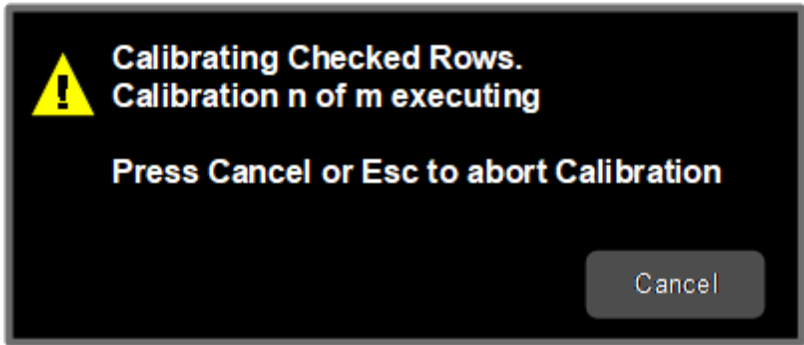 Calibrating Checked Rows.
Calibration n of m executing
Press Cancel or Esc to abort Calibration
Cancel